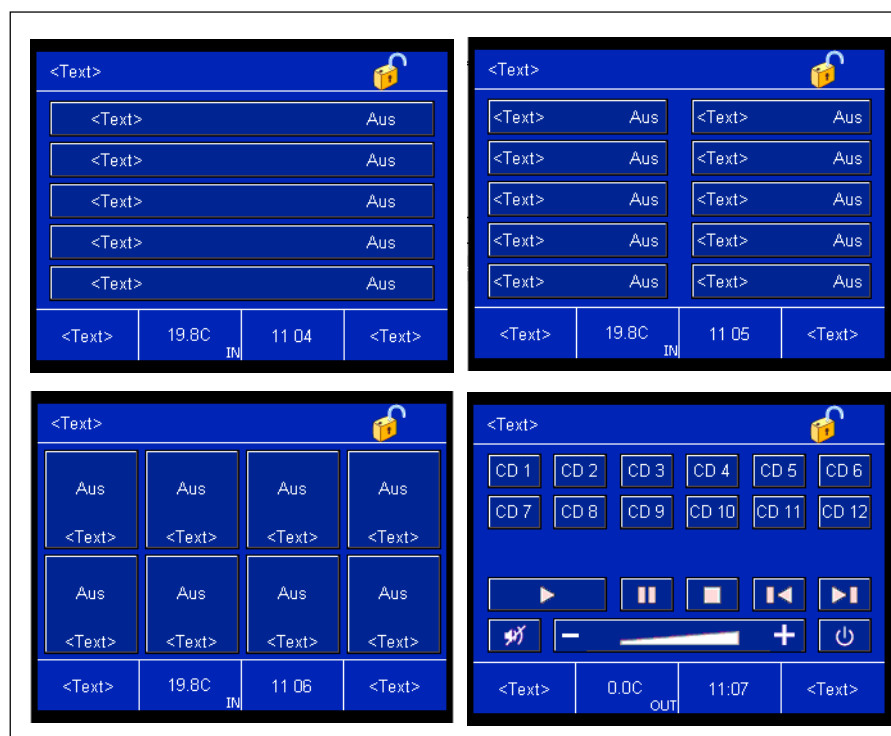 <Text>
<Text> Aus
<Text> Aus
<Text> Aus
<Text> Aus
<Text> Aus
<Text> 19.8C IN 11 04 <Text>
<Text>
<Text> Aus <Text> Aus
<Text> Aus <Text> Aus
<Text> Aus <Text> Aus
<Text> Aus <Text> Aus
<Text> Aus <Text> Aus
<Text> 19.8C IN 11 05 <Text>
<Text>
Aus Aus Aus Aus
<Text> <Text> <Text> <Text>
Aus Aus Aus Aus
<Text> <Text> <Text> <Text>
<Text> 19.8C IN 11 06 <Text>
<Text>
CD 1 CD 2 CD 3 CD 4 CD 5 CD 6
CD 7 CD 8 CD 9 CD 10 CD 11 CD 12
<Text> 0.0C OUT 11:07 <Text>